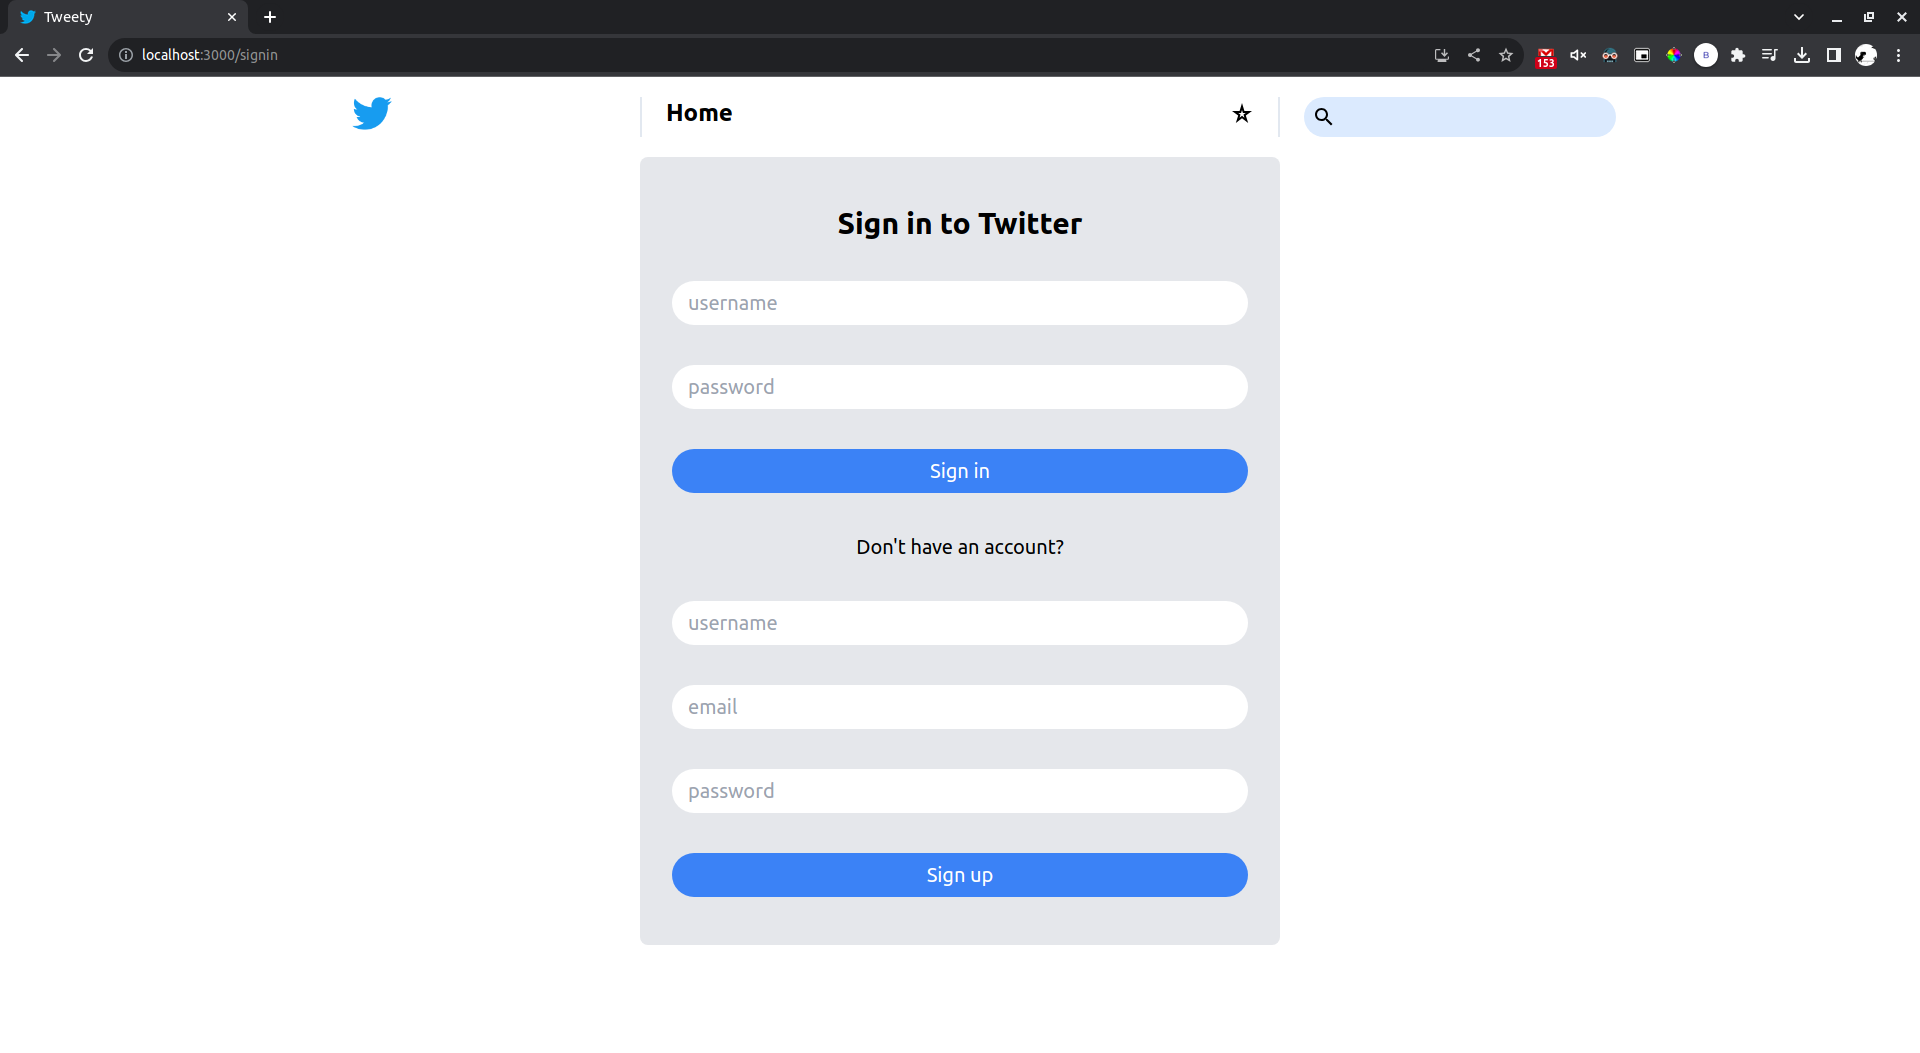 Tweety
localhost:3000/signin
153
B
Home
Sign in to Twitter
username
password
Sign in
Don't have an account?
username
email
password
Sign up